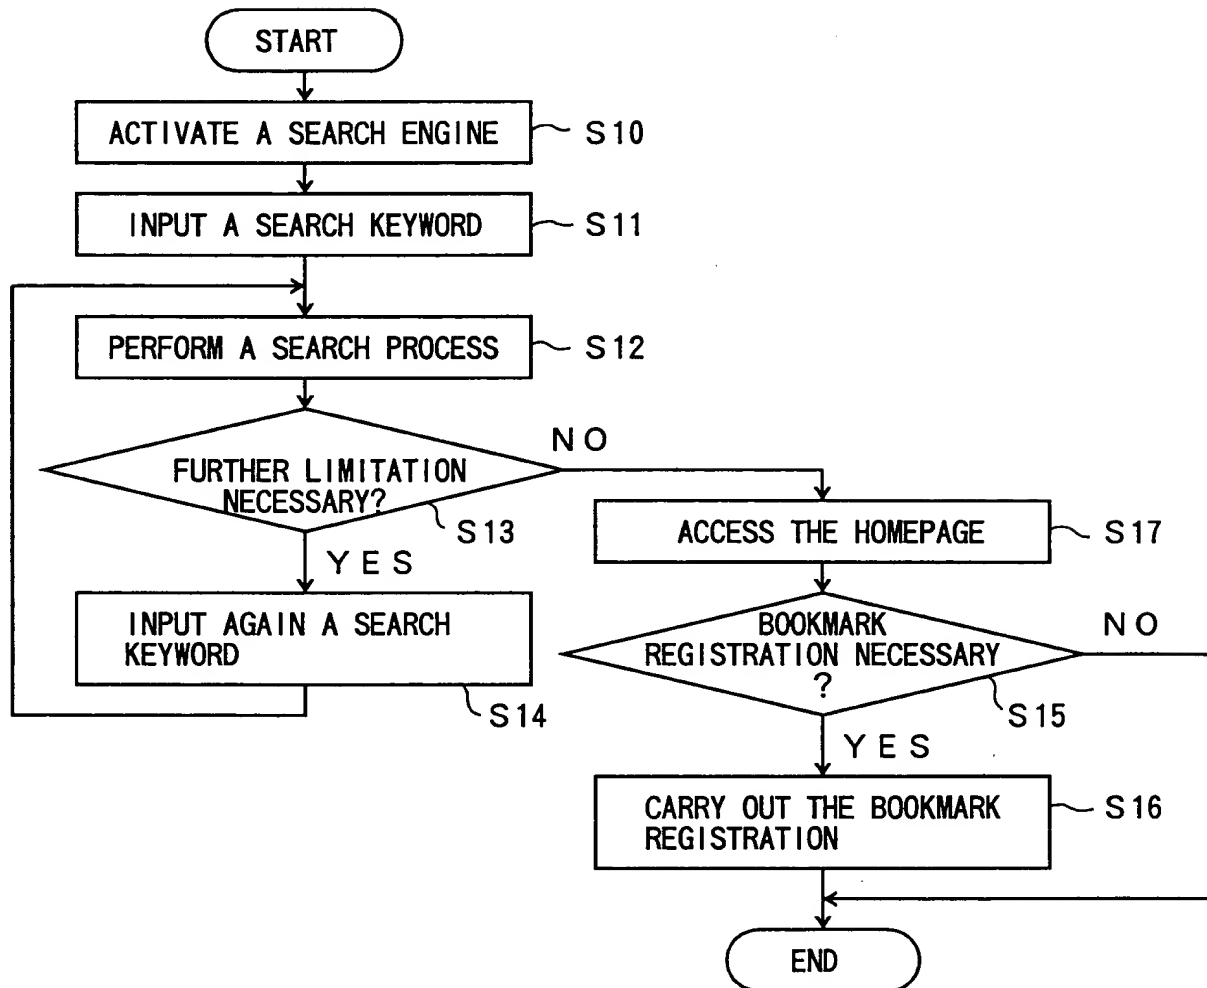 START
ACTIVATE A SEARCH ENGINE
S10
INPUT A SEARCH KEYWORD
S11
PERFORM A SEARCH PROCESS
S12
FURTHER LIMITATION
NECESSARY?
S13
NO
YES
INPUT AGAIN A SEARCH
KEYWORD
S14
ACCESS THE HOMEPAGE
S17
BOOKMARK
REGISTRATION NECESSARY
?
S15
NO
YES
CARRY OUT THE BOOKMARK
REGISTRATION
S16
END